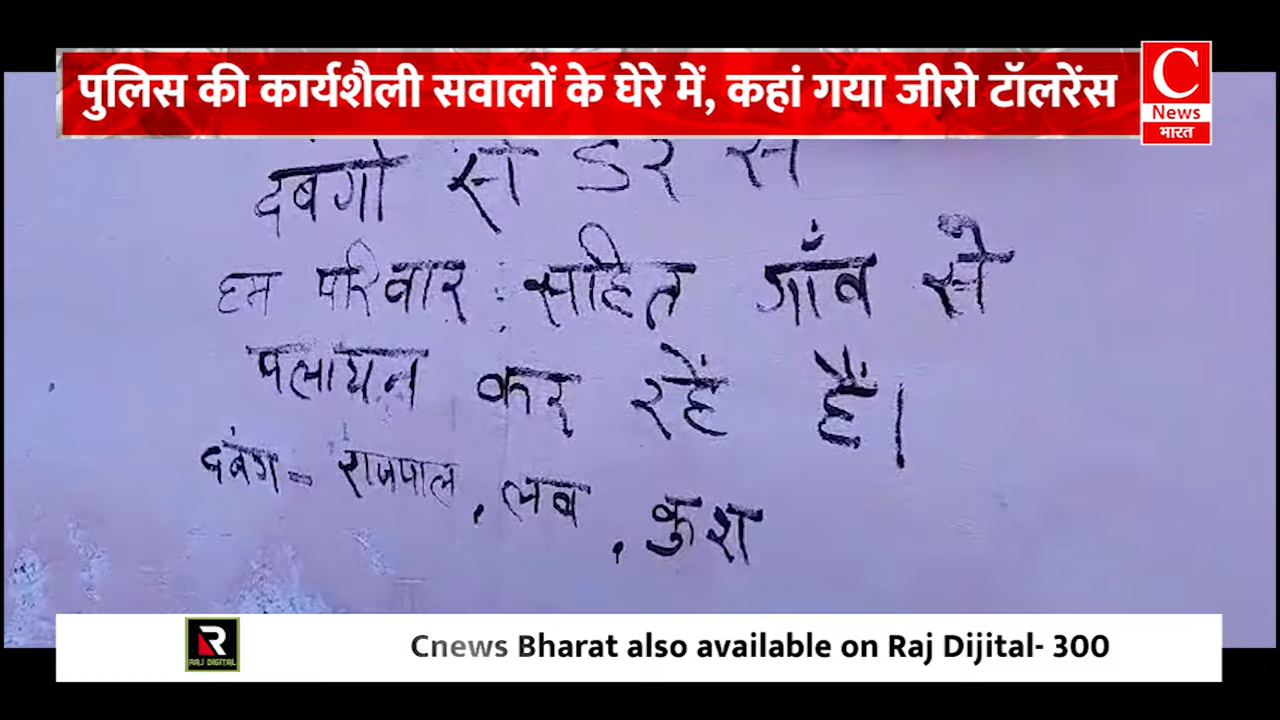 पुलिस की कार्यशैली सवालों के घेरे में, कहां गया जीरो टॉलरेंस
C
News
भारत
दबंगो से डर से
हम परिवार सहित गाँव से
पलायन कर रहें हैं।
दबंग- राजपाल, लव, कुश
R
RAJ DIGITAL
Cnews Bharat also available on Raj Dijital- 300